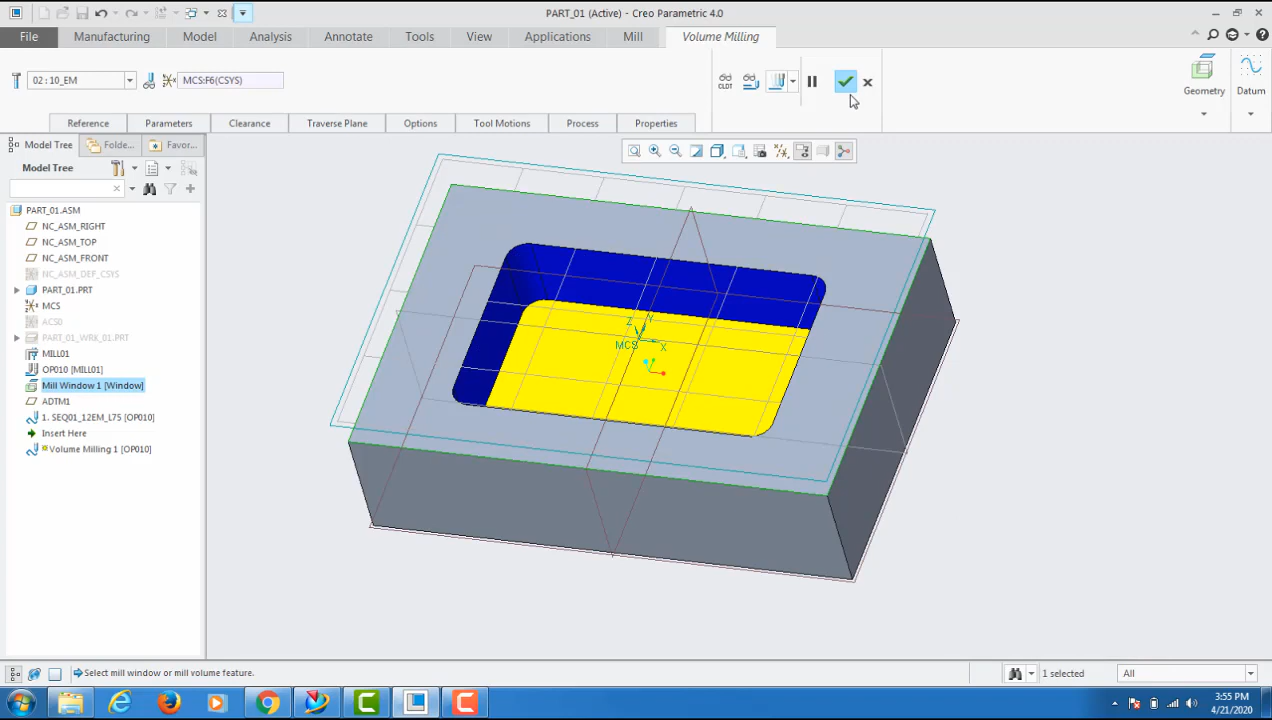 PART_01 (Active) - Creo Parametric 4.0
File Manufacturing Model Analysis Annotate Tools View Applications Mill Volume Milling
02 : 10_EM MCS:F6(CSYS)
CLDT
Geometry Datum
Reference Parameters Clearance Traverse Plane Options Tool Motions Process Properties
Model Tree Folde... Favor...
Model Tree
PART_01.ASM
NC_ASM_RIGHT
NC_ASM_TOP
NC_ASM_FRONT
NC_ASM_DEF_CSYS
PART_01.PRT
MCS
ACS0
PART_01_WRK_01.PRT
MILL01
OP010 [MILL01]
Mill Window 1 [Window]
ADTM1
1. SEQ01_12EM_L75 [OP010]
Insert Here
Volume Milling 1 [OP010]
Z Y
MCS X
Select mill window or mill volume feature.
1 selected
All
3:55 PM
4/21/2020